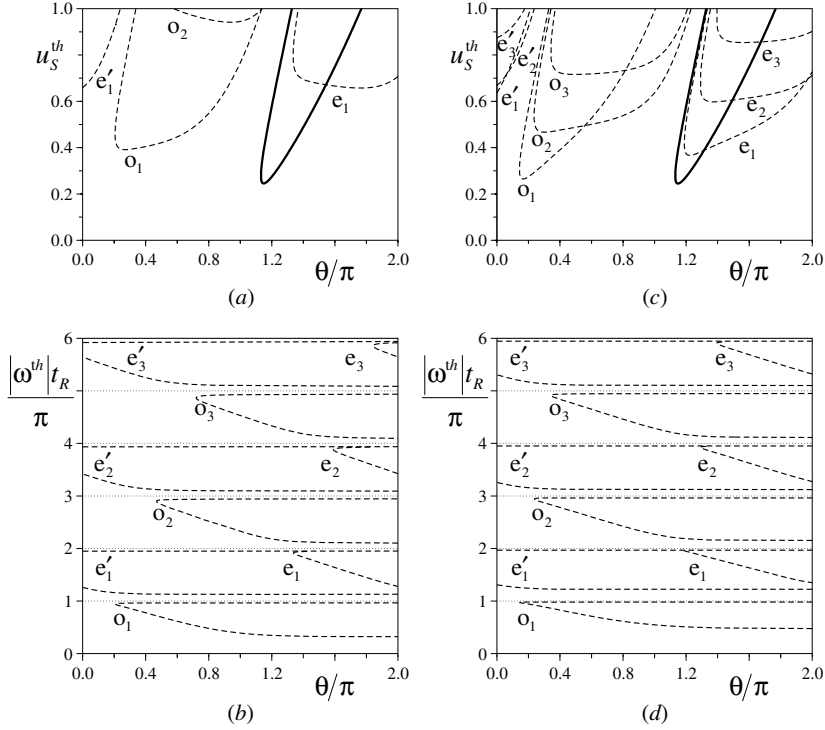 1.0
u_S^th
0.8
0.6
0.4
0.2
0.0
e′1
o1
o2
e1
0.0 0.4 0.8 1.2 1.6 2.0
θ/π
(a)
1.0
u_S^th
0.8
0.6
0.4
0.2
0.0
e′3
e′2
e′1
o3
o2
o1
e3
e2
e1
0.0 0.4 0.8 1.2 1.6 2.0
θ/π
(c)
|ω^th| t_R
π
6
5
4
3
2
1
0
e′3
e3
o3
e′2
e2
o2
e′1
e1
o1
0.0 0.4 0.8 1.2 1.6 2.0
θ/π
(b)
|ω^th| t_R
π
6
5
4
3
2
1
0
e′3
e3
o3
e′2
e2
o2
e′1
e1
o1
0.0 0.4 0.8 1.2 1.6 2.0
θ/π
(d)